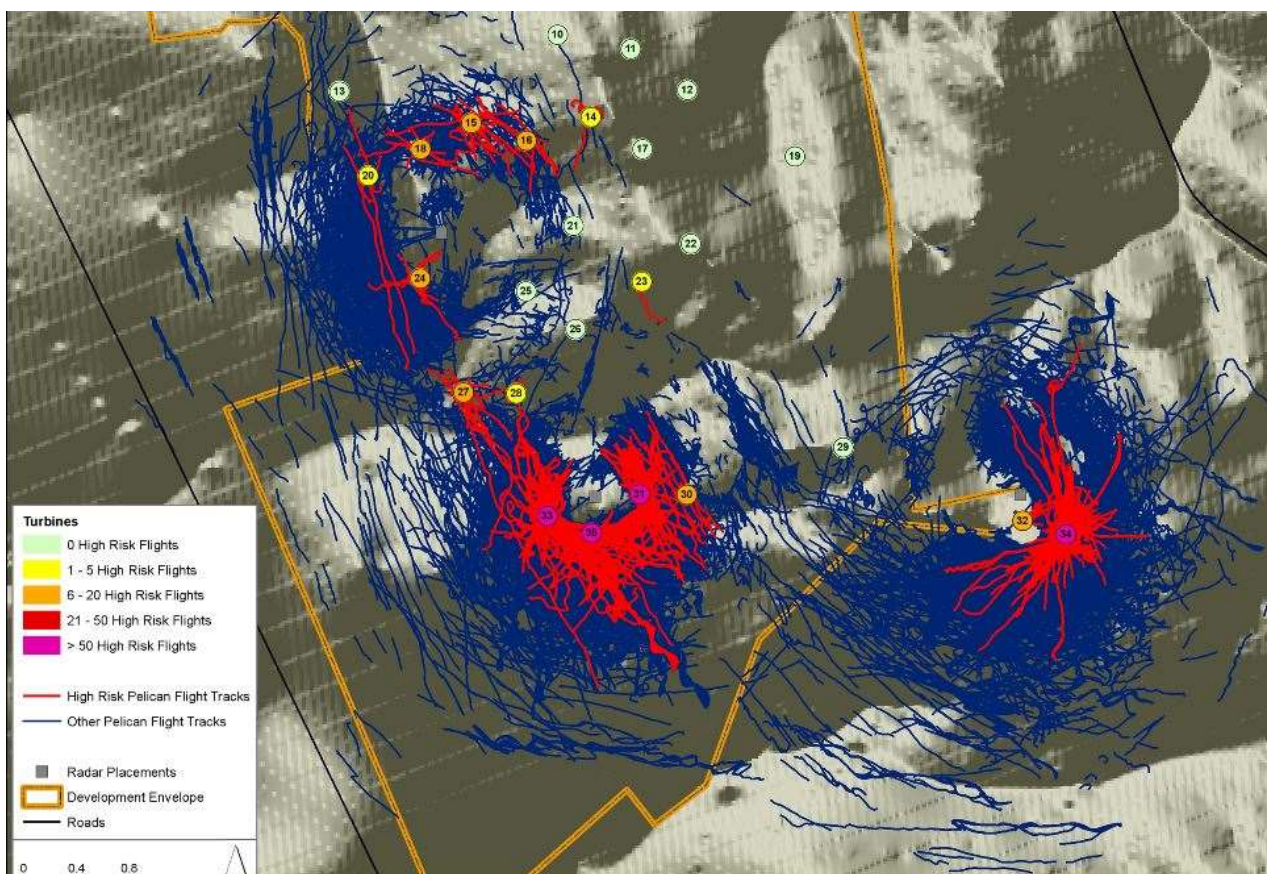 10
11
12
13
14
15
16
17
18
19
20
21
22
23
24
25
26
27
28
29
30
31
32
33
34
Turbines
0 High Risk Flights
1 - 5 High Risk Flights
6 - 20 High Risk Flights
21 - 50 High Risk Flights
> 50 High Risk Flights
High Risk Pelican Flight Tracks
Other Pelican Flight Tracks
Radar Placements
Development Envelope
Roads
0 0.4 0.8